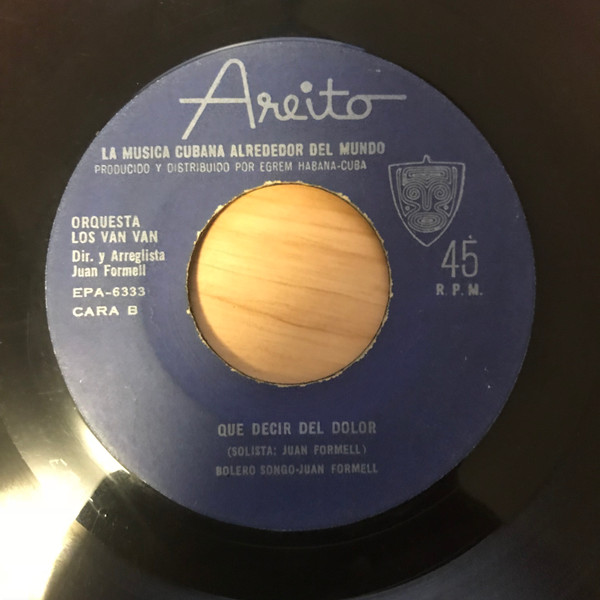 Areito
LA MUSICA CUBANA ALREDEDOR DEL MUNDO
PRODUCIDO Y DISTRIBUIDO POR EGREM HABANA-CUBA
ORQUESTA
LOS VAN VAN
Dir. y Arreglista
Juan Formell
EPA-6333
CARA B
45
R. P. M.
QUE DECIR DEL DOLOR
(SOLISTA: JUAN FORMELL)
BOLERO SONGO-JUAN FORMELL